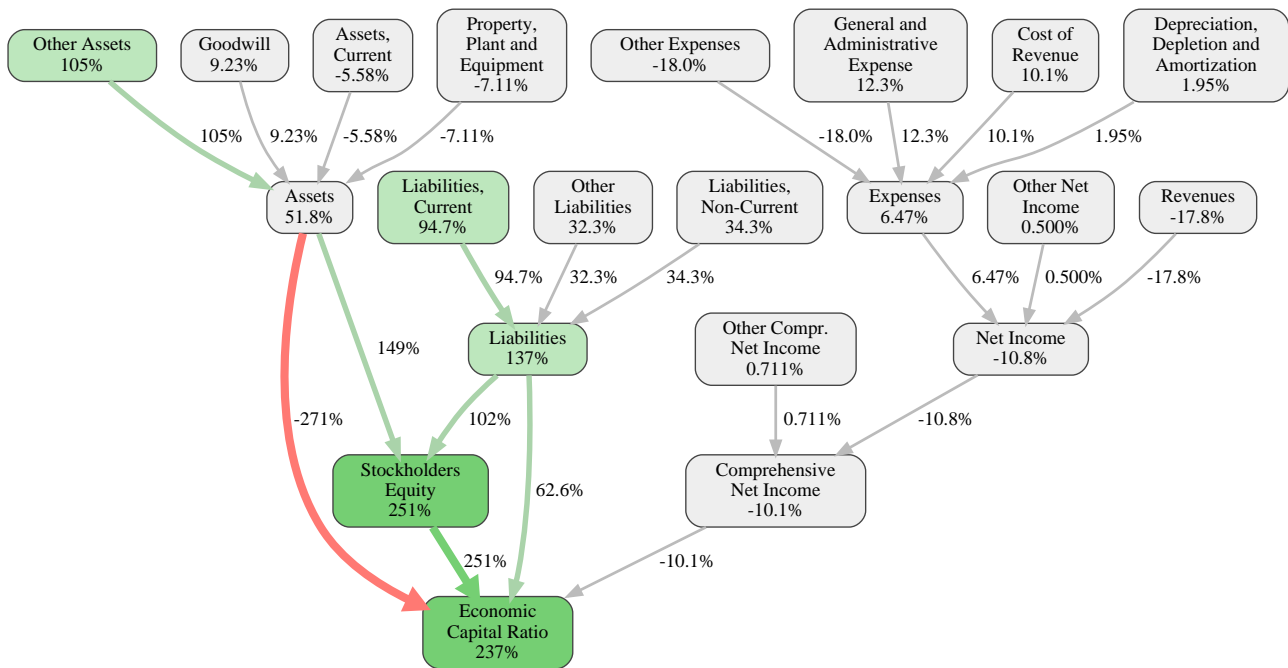 Other Assets
105%
Goodwill
9.23%
Assets,
Current
-5.58%
Property,
Plant and
Equipment
-7.11%
Other Expenses
-18.0%
General and
Administrative
Expense
12.3%
Cost of
Revenue
10.1%
Depreciation,
Depletion and
Amortization
1.95%
105%
9.23%
-5.58%
-7.11%
-18.0%
12.3%
10.1%
1.95%
Assets
51.8%
Liabilities,
Current
94.7%
Other
Liabilities
32.3%
Liabilities,
Non-Current
34.3%
Expenses
6.47%
Other Net
Income
0.500%
Revenues
-17.8%
94.7%
32.3%
34.3%
6.47%
0.500%
-17.8%
149%
Liabilities
137%
Other Compr.
Net Income
0.711%
Net Income
-10.8%
-271%
102%
0.711%
-10.8%
Stockholders
Equity
251%
62.6%
Comprehensive
Net Income
-10.1%
251%
-10.1%
Economic
Capital Ratio
237%